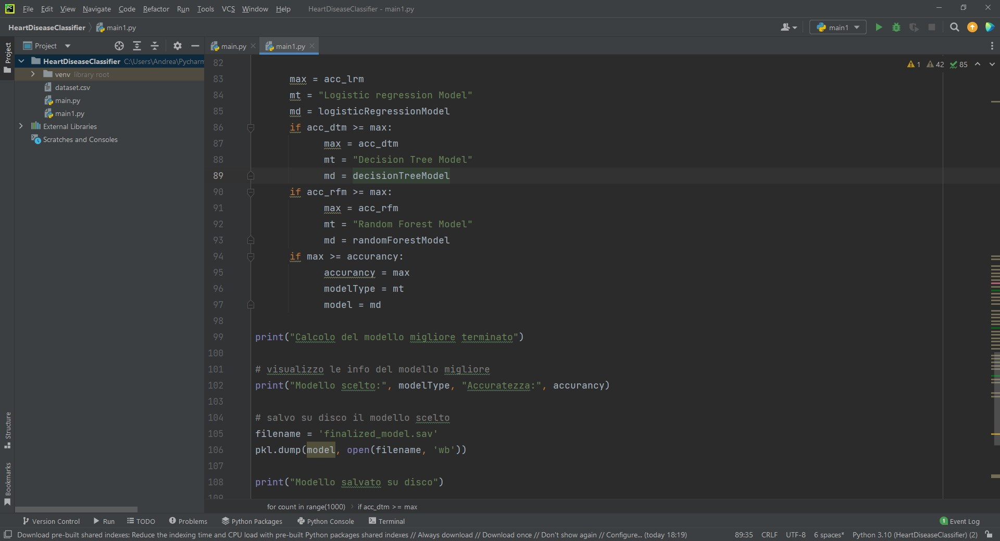 File Edit View Navigate Code Refactor Run Tools VCS Window Help HeartDiseaseClassifier - main1.py
HeartDiseaseClassifier main1.py main1
Project
Project
main.py
main1.py
HeartDiseaseClassifier C:\Users\Andrea\Pycharm
venv library root
dataset.csv
main.py
main1.py
External Libraries
Scratches and Consoles
1 42 85
82
83 max = acc_lrm
84 mt = "Logistic regression Model"
85 md = logisticRegressionModel
86 if acc_dtm >= max:
87 max = acc_dtm
88 mt = "Decision Tree Model"
89 md = decisionTreeModel
90 if acc_rfm >= max:
91 max = acc_rfm
92 mt = "Random Forest Model"
93 md = randomForestModel
94 if max >= accurancy:
95 accurancy = max
96 modelType = mt
97 model = md
98
99 print("Calcolo del modello migliore terminato")
100
101 # visualizzo le info del modello migliore
102 print("Modello scelto:", modelType, "Accuratezza:", accurancy)
103
104 # salvo su disco il modello scelto
105 filename = 'finalized_model.sav'
106 pkl.dump(model, open(filename, 'wb'))
107
108 print("Modello salvato su disco")
109
Structure
Bookmarks
for count in range(1000) if acc_dtm >= max
Version Control Run TODO Problems Python Packages Python Console Terminal 1 Event Log
Download pre-built shared indexes: Reduce the indexing time and CPU load with pre-built Python packages shared indexes // Always download // Download once // Don't show again // Configure... (today 18:19) 89:35 CRLF UTF-8 6 spaces* Python 3.10 (HeartDiseaseClassifier) (2)